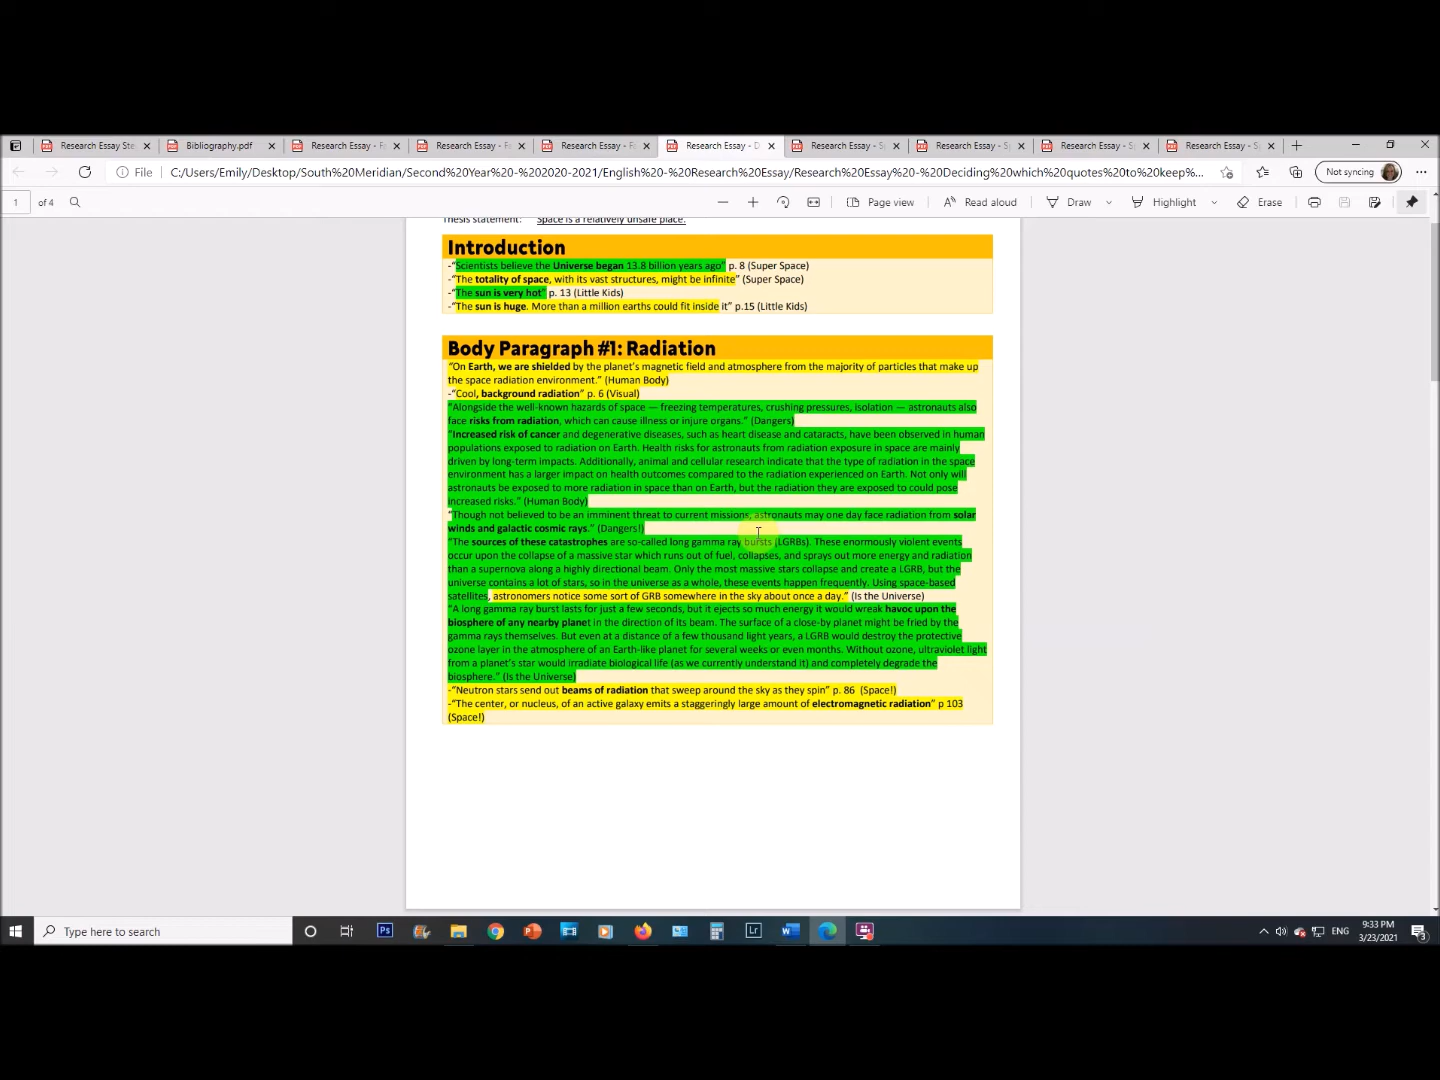 Research Essay Ste
Bibliography.pdf
Research Essay - F
Research Essay - F
Research Essay - F
Research Essay - D
Research Essay - S
Research Essay - S
Research Essay - S
Research Essay - S
File
C:/Users/Emily/Desktop/South%20Meridian/Second%20Year%20-%202020-2021/English%20-%20Research%20Essay/Research%20Essay%20-%20Deciding%20which%20quotes%20to%20keep%...
Not syncing
1 of 4
Page view
Read aloud
Draw
Highlight
Erase
Thesis statement: Space is a relatively unsafe place.
Introduction
-"Scientists believe the Universe began 13.8 billion years ago" p. 8 (Super Space)
-"The totality of space, with its vast structures, might be infinite" (Super Space)
-"The sun is very hot" p. 13 (Little Kids)
-"The sun is huge. More than a million earths could fit inside it" p.15 (Little Kids)
Body Paragraph #1: Radiation
"On Earth, we are shielded by the planet's magnetic field and atmosphere from the majority of particles that make up
the space radiation environment." (Human Body)
-"Cool, background radiation" p. 6 (Visual)
"Alongside the well-known hazards of space — freezing temperatures, crushing pressures, isolation — astronauts also
face risks from radiation, which can cause illness or injure organs." (Dangers)
"Increased risk of cancer and degenerative diseases, such as heart disease and cataracts, have been observed in human
populations exposed to radiation on Earth. Health risks for astronauts from radiation exposure in space are mainly
driven by long-term impacts. Additionally, animal and cellular research indicate that the type of radiation in the space
environment has a larger impact on health outcomes compared to the radiation experienced on Earth. Not only will
astronauts be exposed to more radiation in space than on Earth, but the radiation they are exposed to could pose
increased risks." (Human Body)
"Though not believed to be an imminent threat to current missions, astronauts may one day face radiation from solar
winds and galactic cosmic rays." (Dangers!)
"The sources of these catastrophes are so-called long gamma ray bursts (LGRBs). These enormously violent events
occur upon the collapse of a massive star which runs out of fuel, collapses, and sprays out more energy and radiation
than a supernova along a highly directional beam. Only the most massive stars collapse and create a LGRB, but the
universe contains a lot of stars, so in the universe as a whole, these events happen frequently. Using space-based
satellites, astronomers notice some sort of GRB somewhere in the sky about once a day." (Is the Universe)
"A long gamma ray burst lasts for just a few seconds, but it ejects so much energy it would wreak havoc upon the
biosphere of any nearby planet in the direction of its beam. The surface of a close-by planet might be fried by the
gamma rays themselves. But even at a distance of a few thousand light years, a LGRB would destroy the protective
ozone layer in the atmosphere of an Earth-like planet for several weeks or even months. Without ozone, ultraviolet light
from a planet's star would irradiate biological life (as we currently understand it) and completely degrade the
biosphere." (Is the Universe)
-"Neutron stars send out beams of radiation that sweep around the sky as they spin" p. 86 (Space!)
-"The center, or nucleus, of an active galaxy emits a staggeringly large amount of electromagnetic radiation" p 103
(Space!)
Type here to search
Ps
Lr
ENG
9:33 PM
3/23/2021
3